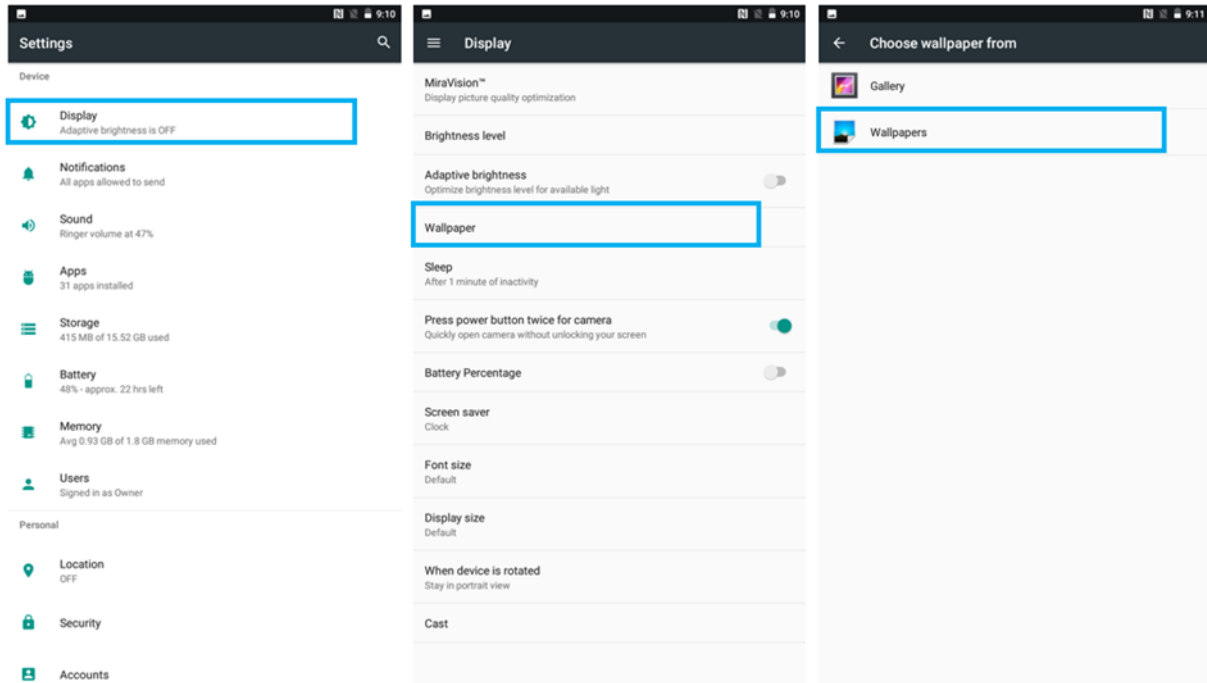 9:10
Settings
Device
Display
Adaptive brightness is OFF
Notifications
All apps allowed to send
Sound
Ringer volume at 47%
Apps
31 apps installed
Storage
415 MB of 15.52 GB used
Battery
48% - approx. 22 hrs left
Memory
Avg 0.93 GB of 1.8 GB memory used
Users
Signed in as Owner
Personal
Location
OFF
Security
Accounts
9:10
Display
MiraVision™
Display picture quality optimization
Brightness level
Adaptive brightness
Optimize brightness level for available light
Wallpaper
Sleep
After 1 minute of inactivity
Press power button twice for camera
Quickly open camera without unlocking your screen
Battery Percentage
Screen saver
Clock
Font size
Default
Display size
Default
When device is rotated
Stay in portrait view
Cast
9:11
Choose wallpaper from
Gallery
Wallpapers